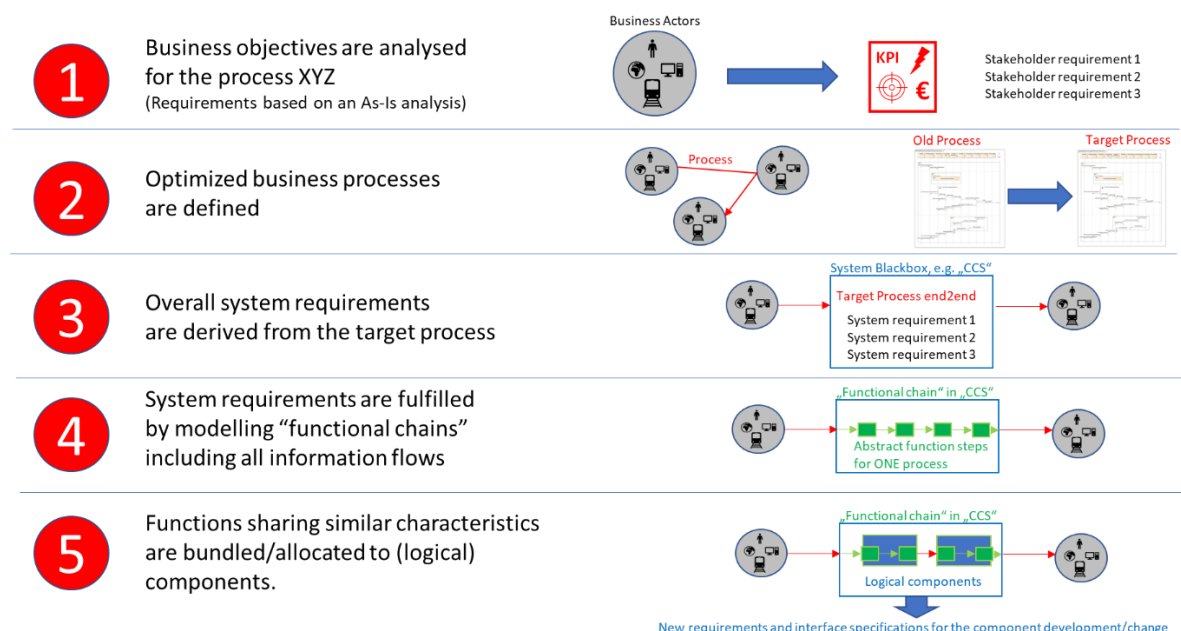 Business Actors
1
Business objectives are analysed
for the process XYZ
(Requirements based on an As-Is analysis)
KPI
€
Stakeholder requirement 1
Stakeholder requirement 2
Stakeholder requirement 3
2
Optimized business processes
are defined
Process
Old Process
Target Process
3
Overall system requirements
are derived from the target process
System Blackbox, e.g. „CCS“
Target Process end2end
System requirement 1
System requirement 2
System requirement 3
4
System requirements are fulfilled
by modelling “functional chains”
including all information flows
„Functional chain“ in „CCS“
Abstract function steps
for ONE process
5
Functions sharing similar characteristics
are bundled/allocated to (logical)
components.
„Functional chain“ in „CCS“
Logical components
New requirements and interface specifications for the component development/change